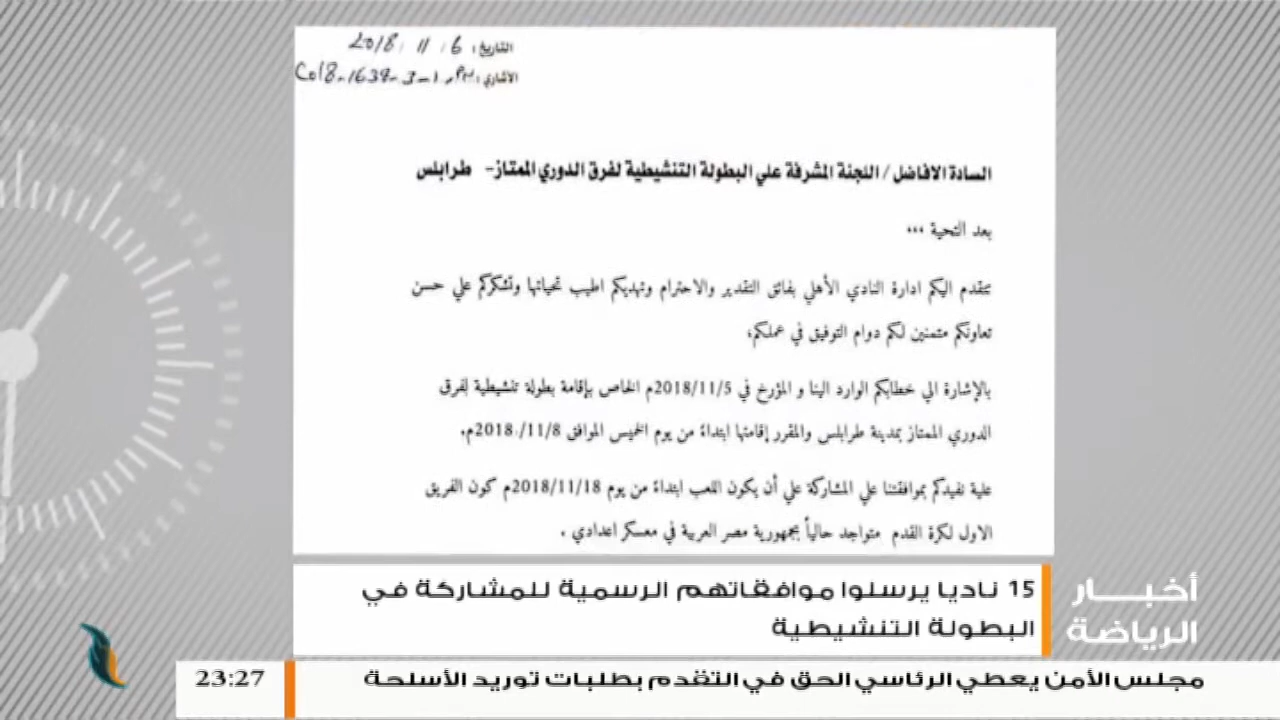 التاريخ: 6 / 11 / 2018
الاشاري:
السادة الافاضل / اللجنة المشرفة علي البطولة التنشيطية لفرق الدوري الممتاز- طرابلس
بعد التحية ...
تتقدم اليكم ادارة النادي الأهلي بفائق التقدير والاحترام وتهديكم اطيب تحياتها وتشكركم علي حسن
تعاونكم متمنين لكم دوام التوفيق في عملكم،
بالإشارة الي خطابكم الوارد الينا و المؤرخ في 2018/11/5م الخاص بإقامة بطولة تنشيطية لفرق
الدوري الممتاز بمدينة طرابلس والمقرر إقامتها ابتداءً من يوم الخميس الموافق 2018/11/8م.
علية نفيدكم بموافقتنا علي المشاركة علي أن يكون اللعب ابتداءً من يوم 2018/11/18م كون الفريق
الاول لكرة القدم متواجد حالياً بجمهورية مصر العربية في معسكر اعدادي .
أخبار
الرياضة
15 ناديا يرسلوا موافقاتهم الرسمية للمشاركة في
البطولة التنشيطية
مجلس الأمن يعطي الرئاسي الحق في التقدم بطلبات توريد الأسلحة
23:27